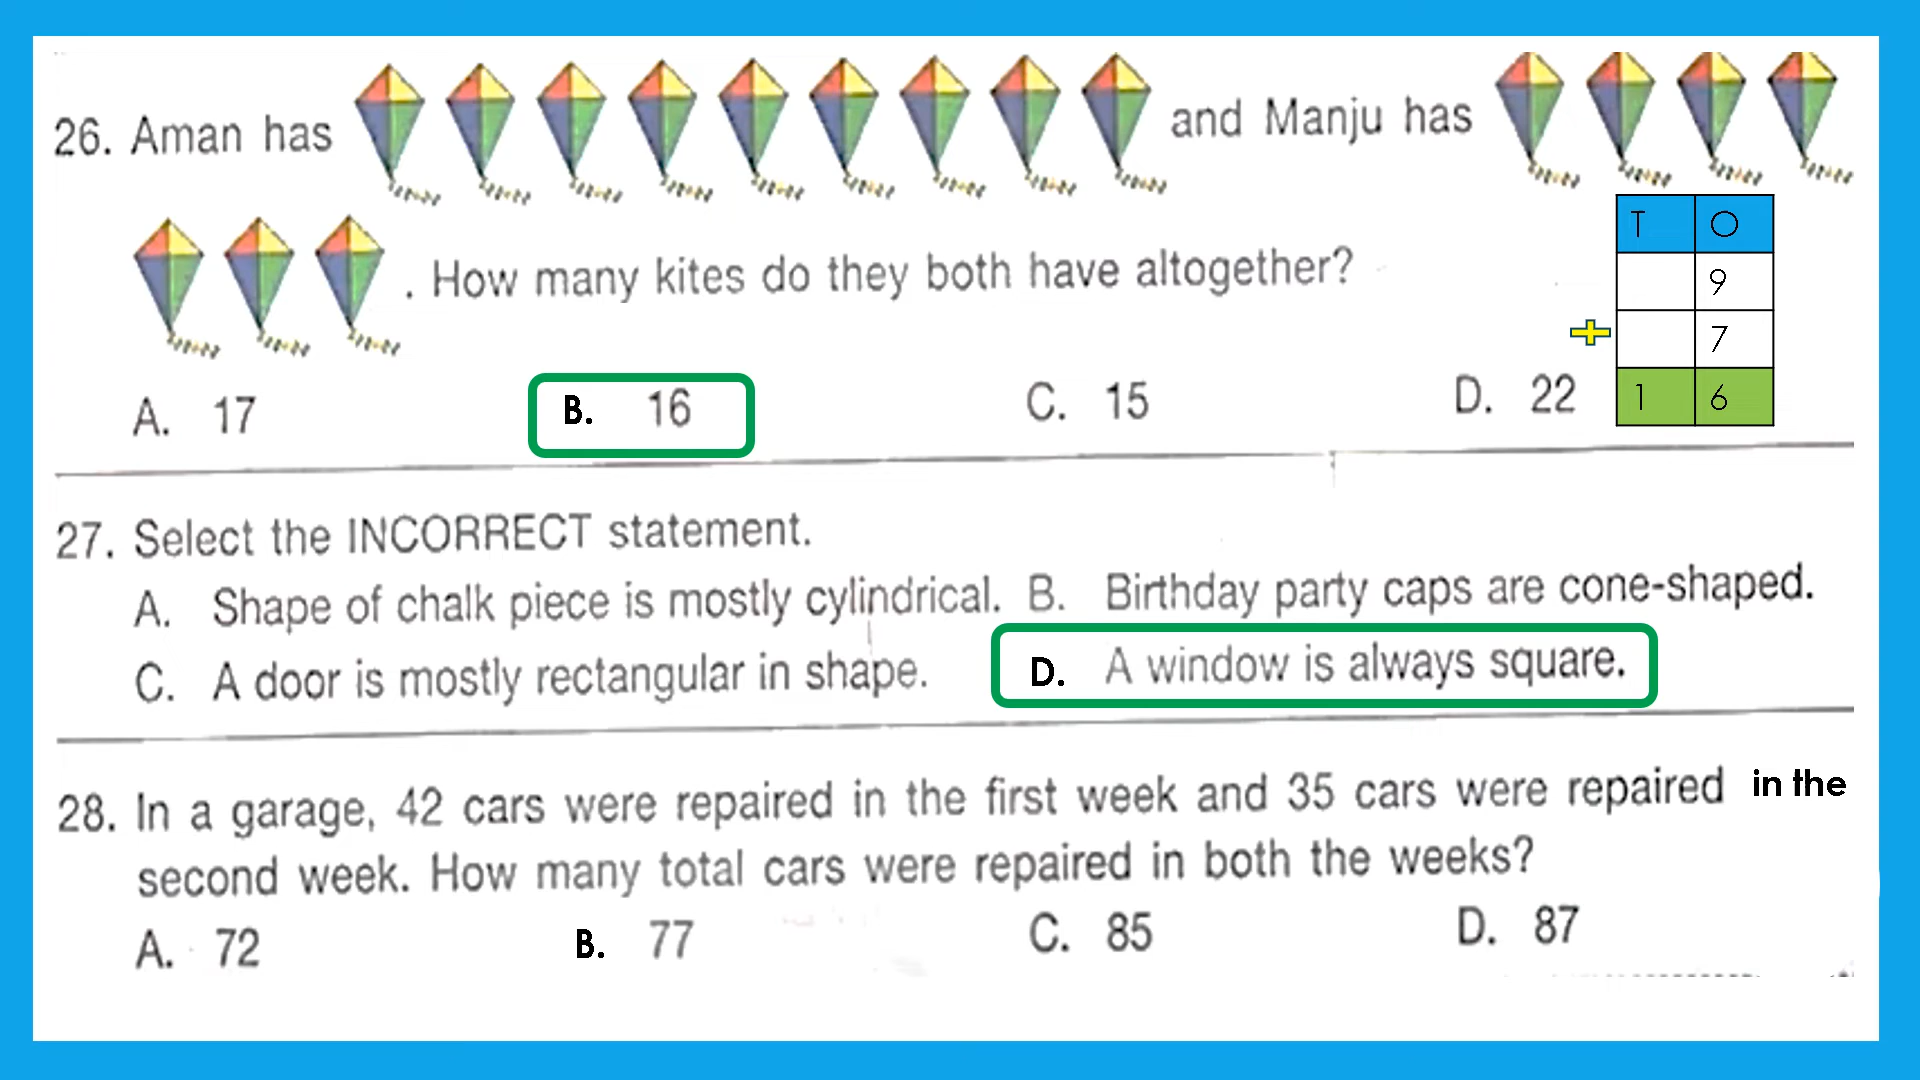 26. Aman has and Manju has
. How many kites do they both have altogether?
T O
9
+ 7
1 6
A. 17 B. 16 C. 15 D. 22
27. Select the INCORRECT statement.
A. Shape of chalk piece is mostly cylindrical. B. Birthday party caps are cone-shaped.
C. A door is mostly rectangular in shape. D. A window is always square.
28. In a garage, 42 cars were repaired in the first week and 35 cars were repaired in the
second week. How many total cars were repaired in both the weeks?
A. 72 B. 77 C. 85 D. 87